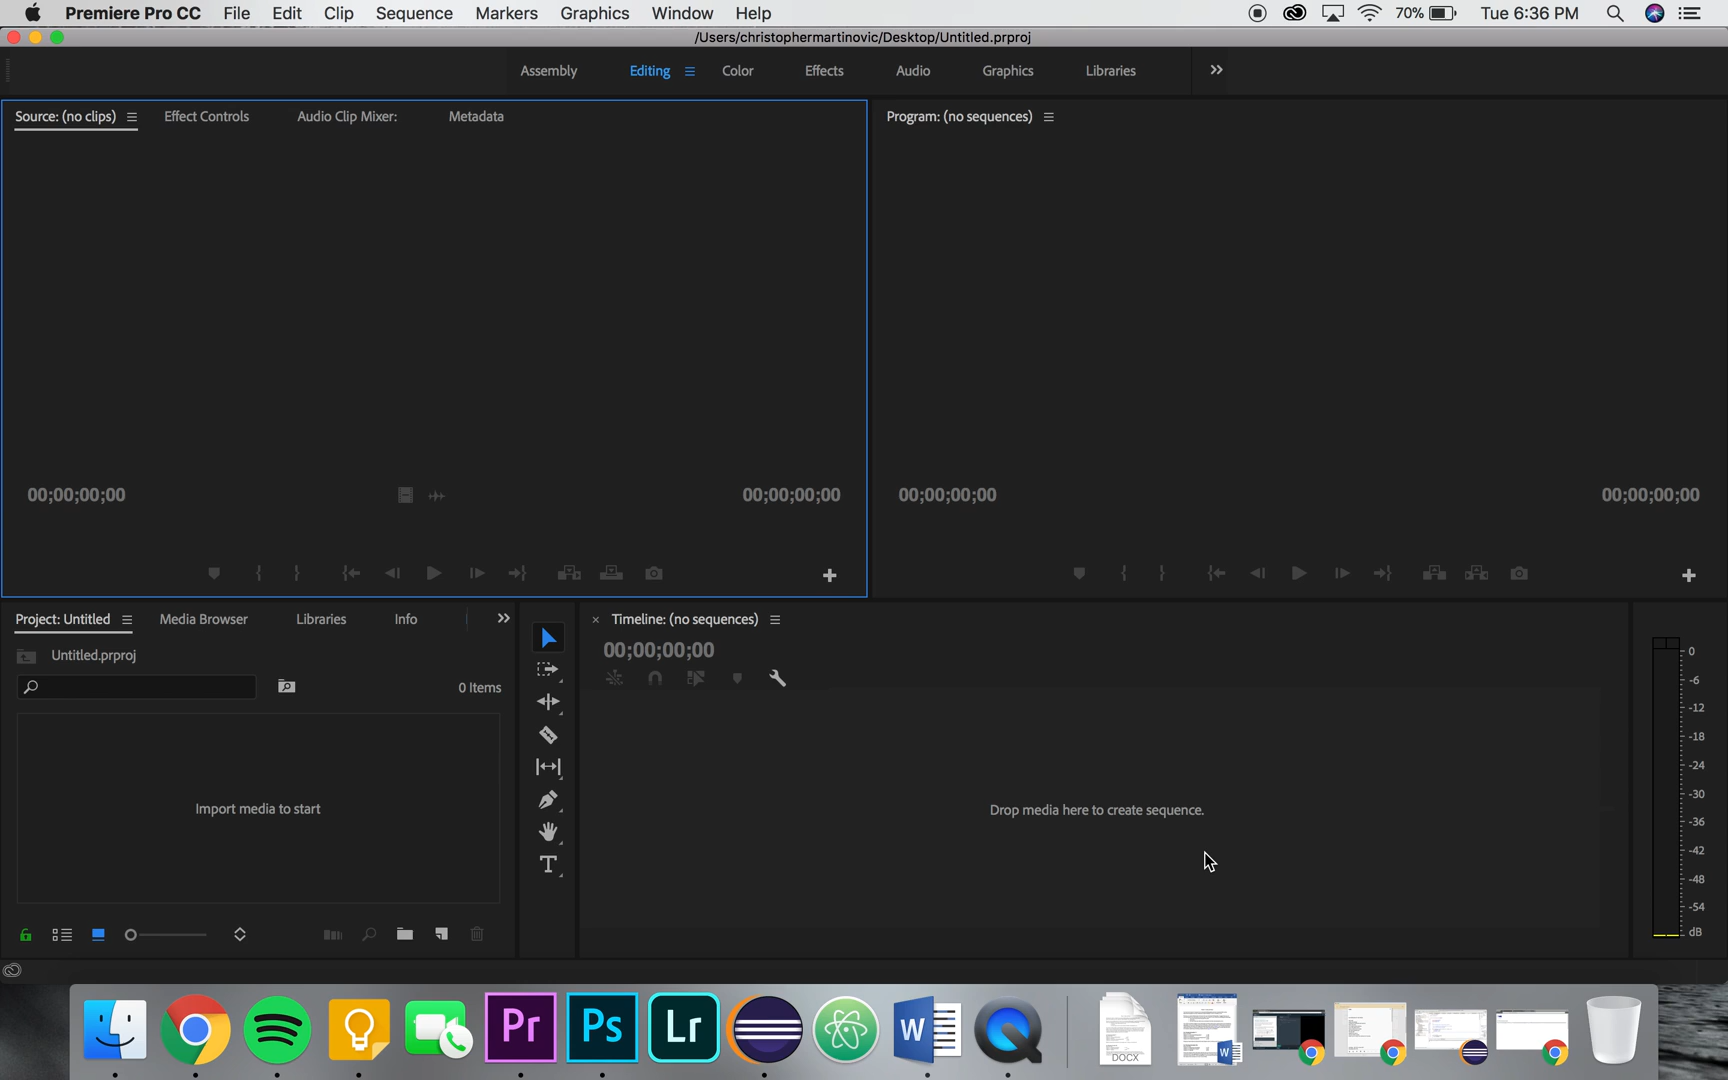 Premiere Pro CC File Edit Clip Sequence Markers Graphics Window Help 70% Tue 6:36 PM
/Users/christophermartinovic/Desktop/Untitled.prproj
Assembly Editing Color Effects Audio Graphics Libraries
Source: (no clips) Effect Controls Audio Clip Mixer: Metadata
Program: (no sequences)
00;00;00;00 00;00;00;00
00;00;00;00 00;00;00;00
Project: Untitled Media Browser Libraries Info
Untitled.prproj
0 Items
Import media to start
Timeline: (no sequences)
00;00;00;00
Drop media here to create sequence.
0
-6
-12
-18
-24
-30
-36
-42
-48
-54
dB
Pr Ps Lr W DOCX W